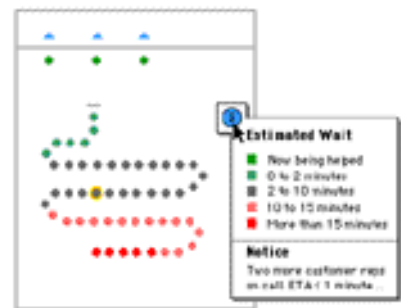 Estimated Wait
Now being helped
0 to 2 minutes
2 to 10 minutes
10 to 15 minutes
More than 15 minutes
Notice
Two more customer reps
on call ETA < 1 minute...